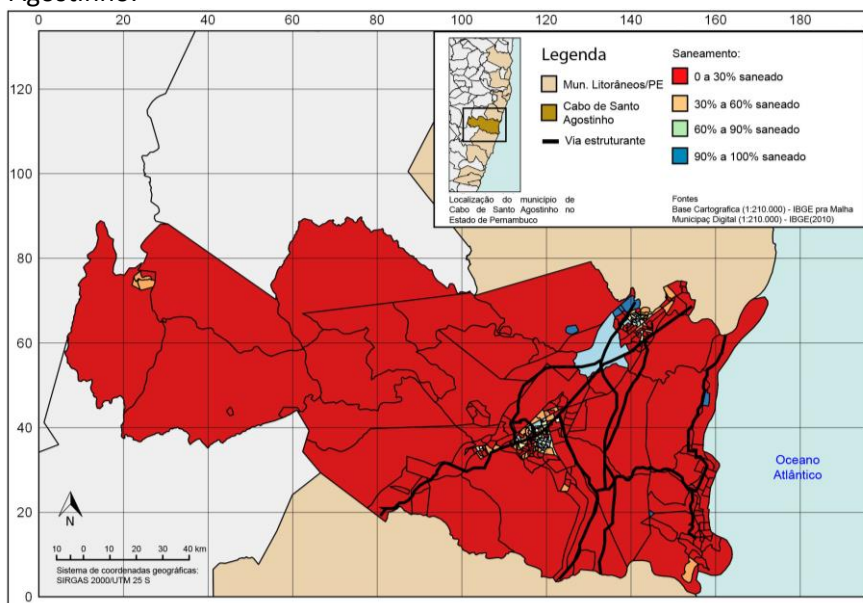 Agostinho.
0 20 40 60 80 100 120 140 160 180
120
100
80
60
40
20
0
Legenda
Mun. Litorâneos/PE
Cabo de Santo
Agostinho
Via estruturante
Saneamento:
0 a 30% saneado
30% a 60% saneado
60% a 90% saneado
90% a 100% saneado
Localização do município de
Cabo de Santo Agostinho no
Estado de Pernambuco
Fontes
Base Cartografica (1:210.000) - IBGE pra Malha
Municipaç Digital (1:210.000) - IBGE(2010)
Oceano
Atlântico
N
10 0 10 20 30 40 km
Sistema de coordenadas geográficas:
SIRGAS 2000/UTM 25 S